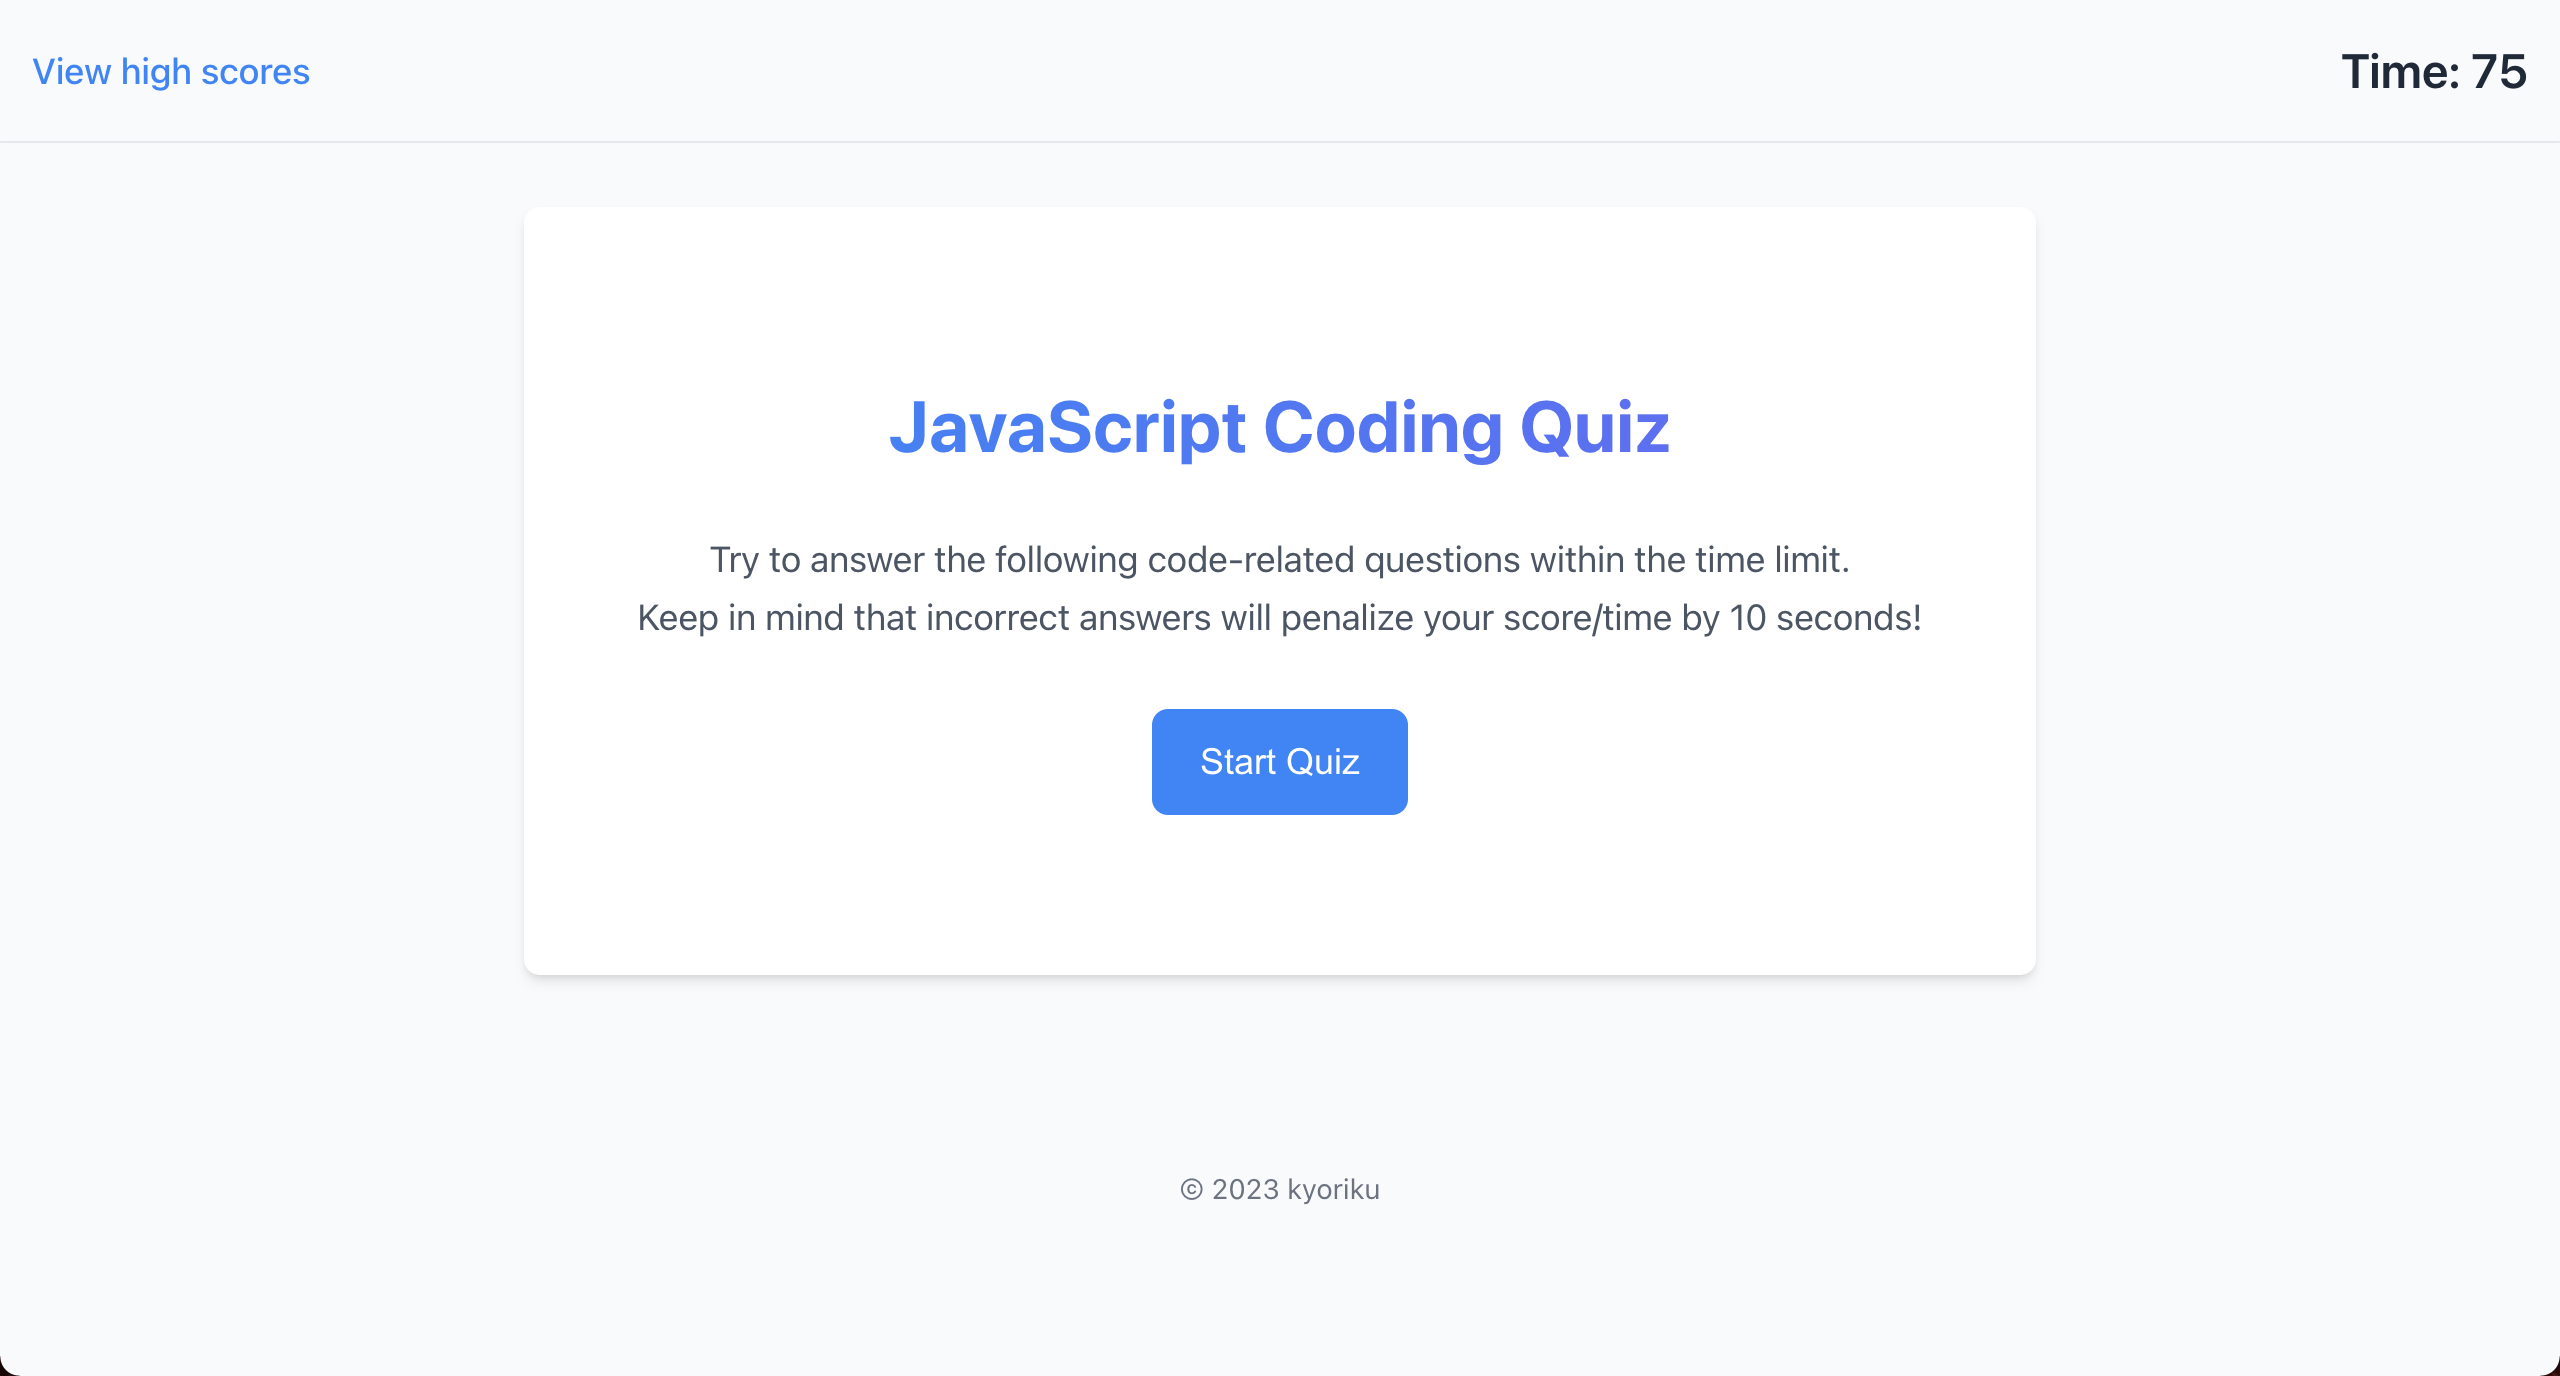 View high scores
Time: 75
JavaScript Coding Quiz
Try to answer the following code-related questions within the time limit.
Keep in mind that incorrect answers will penalize your score/time by 10 seconds!
Start Quiz
© 2023 kyoriku